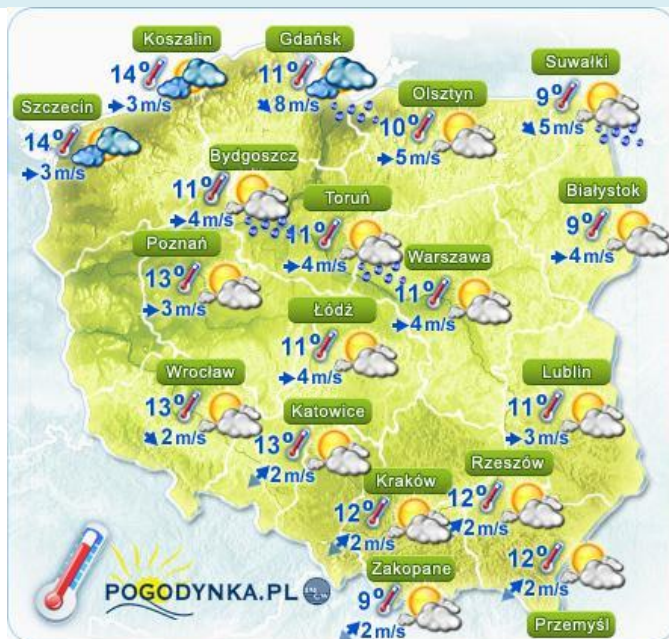 Koszalin
14°
3 m/s
Gdańsk
11°
8 m/s
Suwałki
9°
5 m/s
Szczecin
14°
3 m/s
Olsztyn
10°
5 m/s
Bydgoszcz
11°
4 m/s
Toruń
11°
4 m/s
Białystok
9°
4 m/s
Poznań
13°
3 m/s
Warszawa
11°
4 m/s
Łódź
11°
4 m/s
Wrocław
13°
2 m/s
Katowice
13°
2 m/s
Lublin
11°
3 m/s
Kraków
12°
2 m/s
Rzeszów
12°
2 m/s
Zakopane
9°
2 m/s
12°
2 m/s
Przemyśl
POGODYNKA.PL